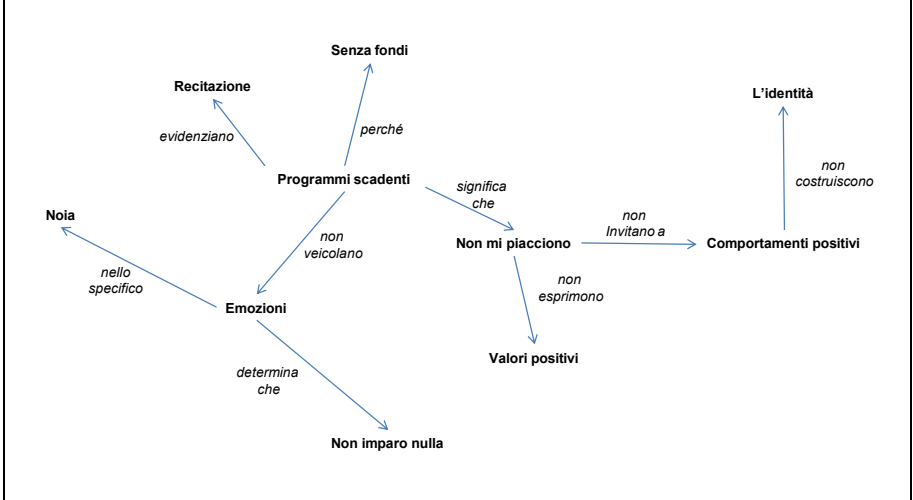 Senza fondi
Recitazione
L'identità
evidenziano
perché
non
costruiscono
Programmi scadenti
significa
che
Noia
non
Invitano a
non
veicolano
Non mi piacciono
Comportamenti positivi
nello
specifico
non
esprimono
Emozioni
Valori positivi
determina
che
Non imparo nulla